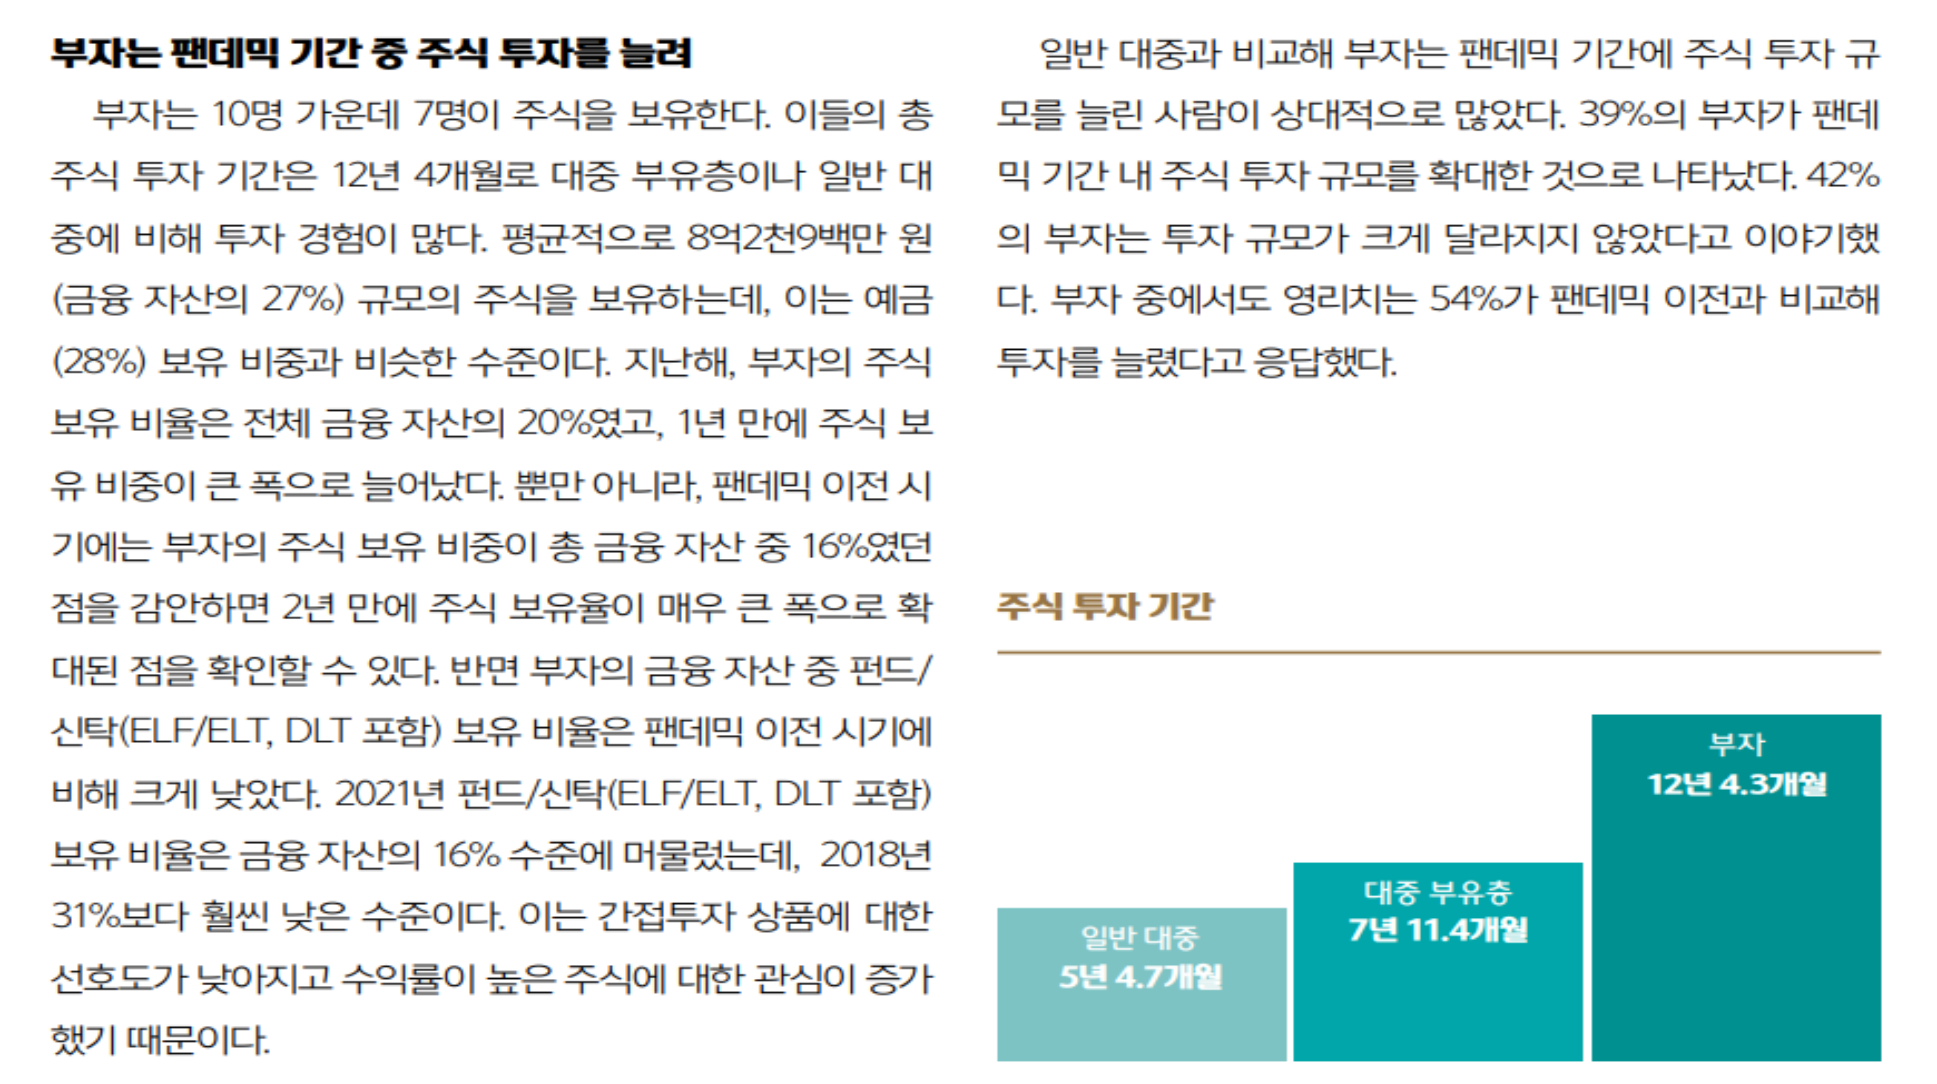 부자는 팬데믹 기간 중 주식 투자를 늘려
부자는 10명 가운데 7명이 주식을 보유한다. 이들의 총
주식 투자 기간은 12년 4개월로 대중 부유층이나 일반 대
중에 비해 투자 경험이 많다. 평균적으로 8억2천9백만 원
(금융 자산의 27%) 규모의 주식을 보유하는데, 이는 예금
(28%) 보유 비중과 비슷한 수준이다. 지난해, 부자의 주식
보유 비율은 전체 금융 자산의 20%였고, 1년 만에 주식 보
유 비중이 큰 폭으로 늘어났다. 뿐만 아니라, 팬데믹 이전 시
기에는 부자의 주식 보유 비중이 총 금융 자산 중 16%였던
점을 감안하면 2년 만에 주식 보유율이 매우 큰 폭으로 확
대된 점을 확인할 수 있다. 반면 부자의 금융 자산 중 펀드/
신탁(ELF/ELT, DLT 포함) 보유 비율은 팬데믹 이전 시기에
비해 크게 낮았다. 2021년 펀드/신탁(ELF/ELT, DLT 포함)
보유 비율은 금융 자산의 16% 수준에 머물렀는데, 2018년
31%보다 훨씬 낮은 수준이다. 이는 간접투자 상품에 대한
선호도가 낮아지고 수익률이 높은 주식에 대한 관심이 증가
했기 때문이다.
일반 대중과 비교해 부자는 팬데믹 기간에 주식 투자 규
모를 늘린 사람이 상대적으로 많았다. 39%의 부자가 팬데
믹 기간 내 주식 투자 규모를 확대한 것으로 나타났다. 42%
의 부자는 투자 규모가 크게 달라지지 않았다고 이야기했
다. 부자 중에서도 영리치는 54%가 팬데믹 이전과 비교해
투자를 늘렸다고 응답했다.
주식 투자 기간
일반 대중
5년 4.7개월
대중 부유층
7년 11.4개월
부자
12년 4.3개월